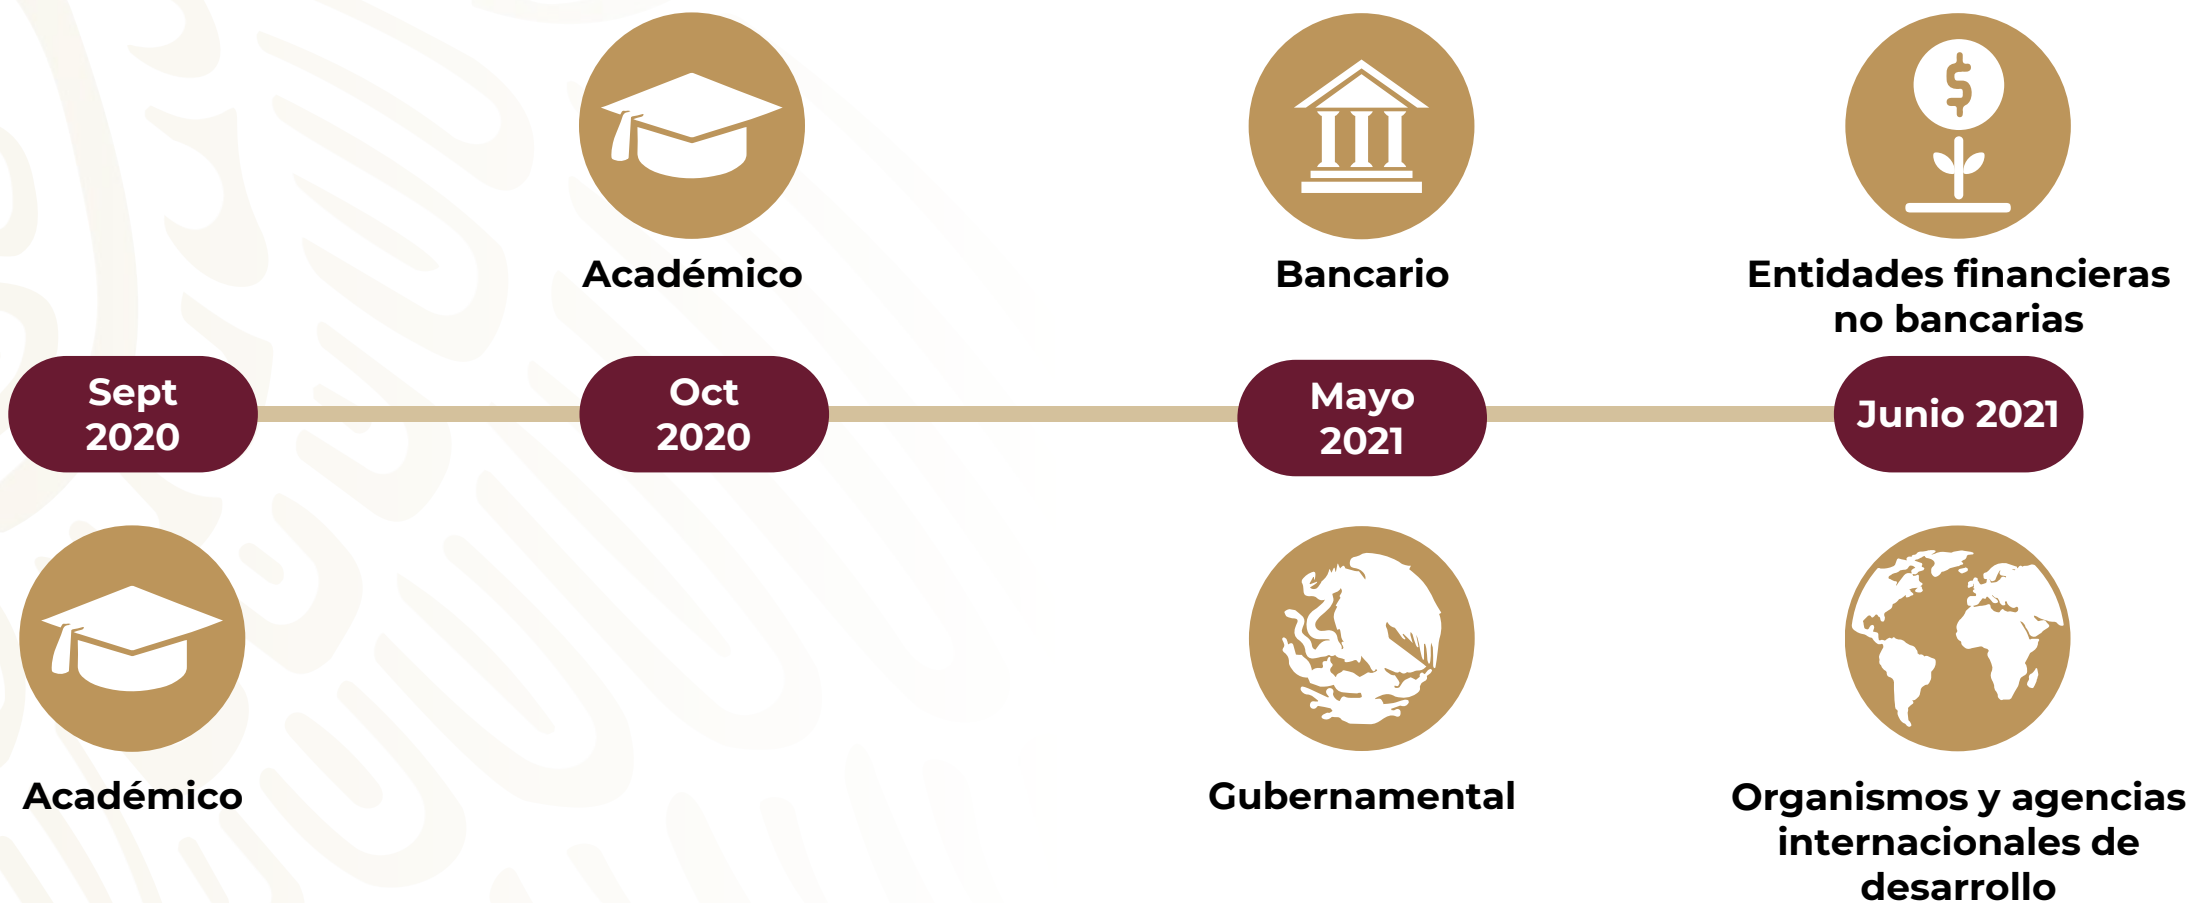 Académico
Bancario
Entidades financieras
no bancarias
Sept
2020
Oct
2020
Mayo
2021
Junio 2021
Académico
Gubernamental
Organismos y agencias
internacionales de
desarrollo